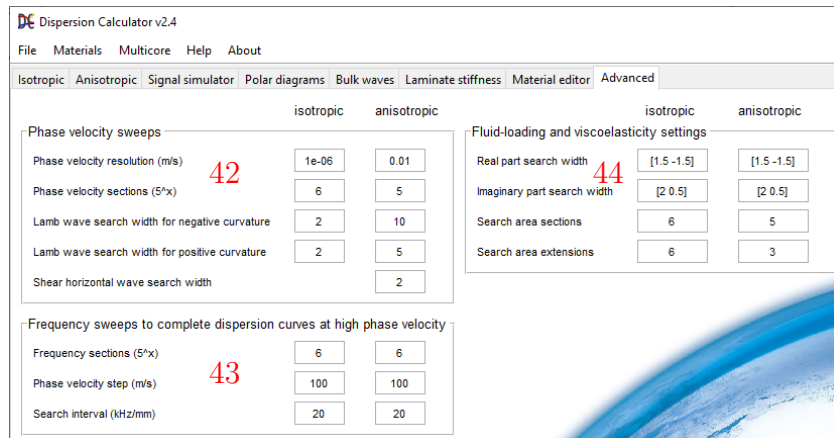 Dispersion Calculator v2.4
File Materials Multicore Help About
Isotropic Anisotropic Signal simulator Polar diagrams Bulk waves Laminate stiffness Material editor Advanced
isotropic anisotropic
Phase velocity sweeps
Phase velocity resolution (m/s) 1e-06 0.01
42
Phase velocity sections (5^x) 6 5
Lamb wave search width for negative curvature 2 10
Lamb wave search width for positive curvature 2 5
Shear horizontal wave search width 2
Frequency sweeps to complete dispersion curves at high phase velocity
Frequency sections (5^x) 6 6
43
Phase velocity step (m/s) 100 100
Search interval (kHz/mm) 20 20
isotropic anisotropic
Fluid-loading and viscoelasticity settings
Real part search width [1.5 -1.5] [1.5 -1.5]
44
Imaginary part search width [2 0.5] [2 0.5]
Search area sections 6 5
Search area extensions 6 3